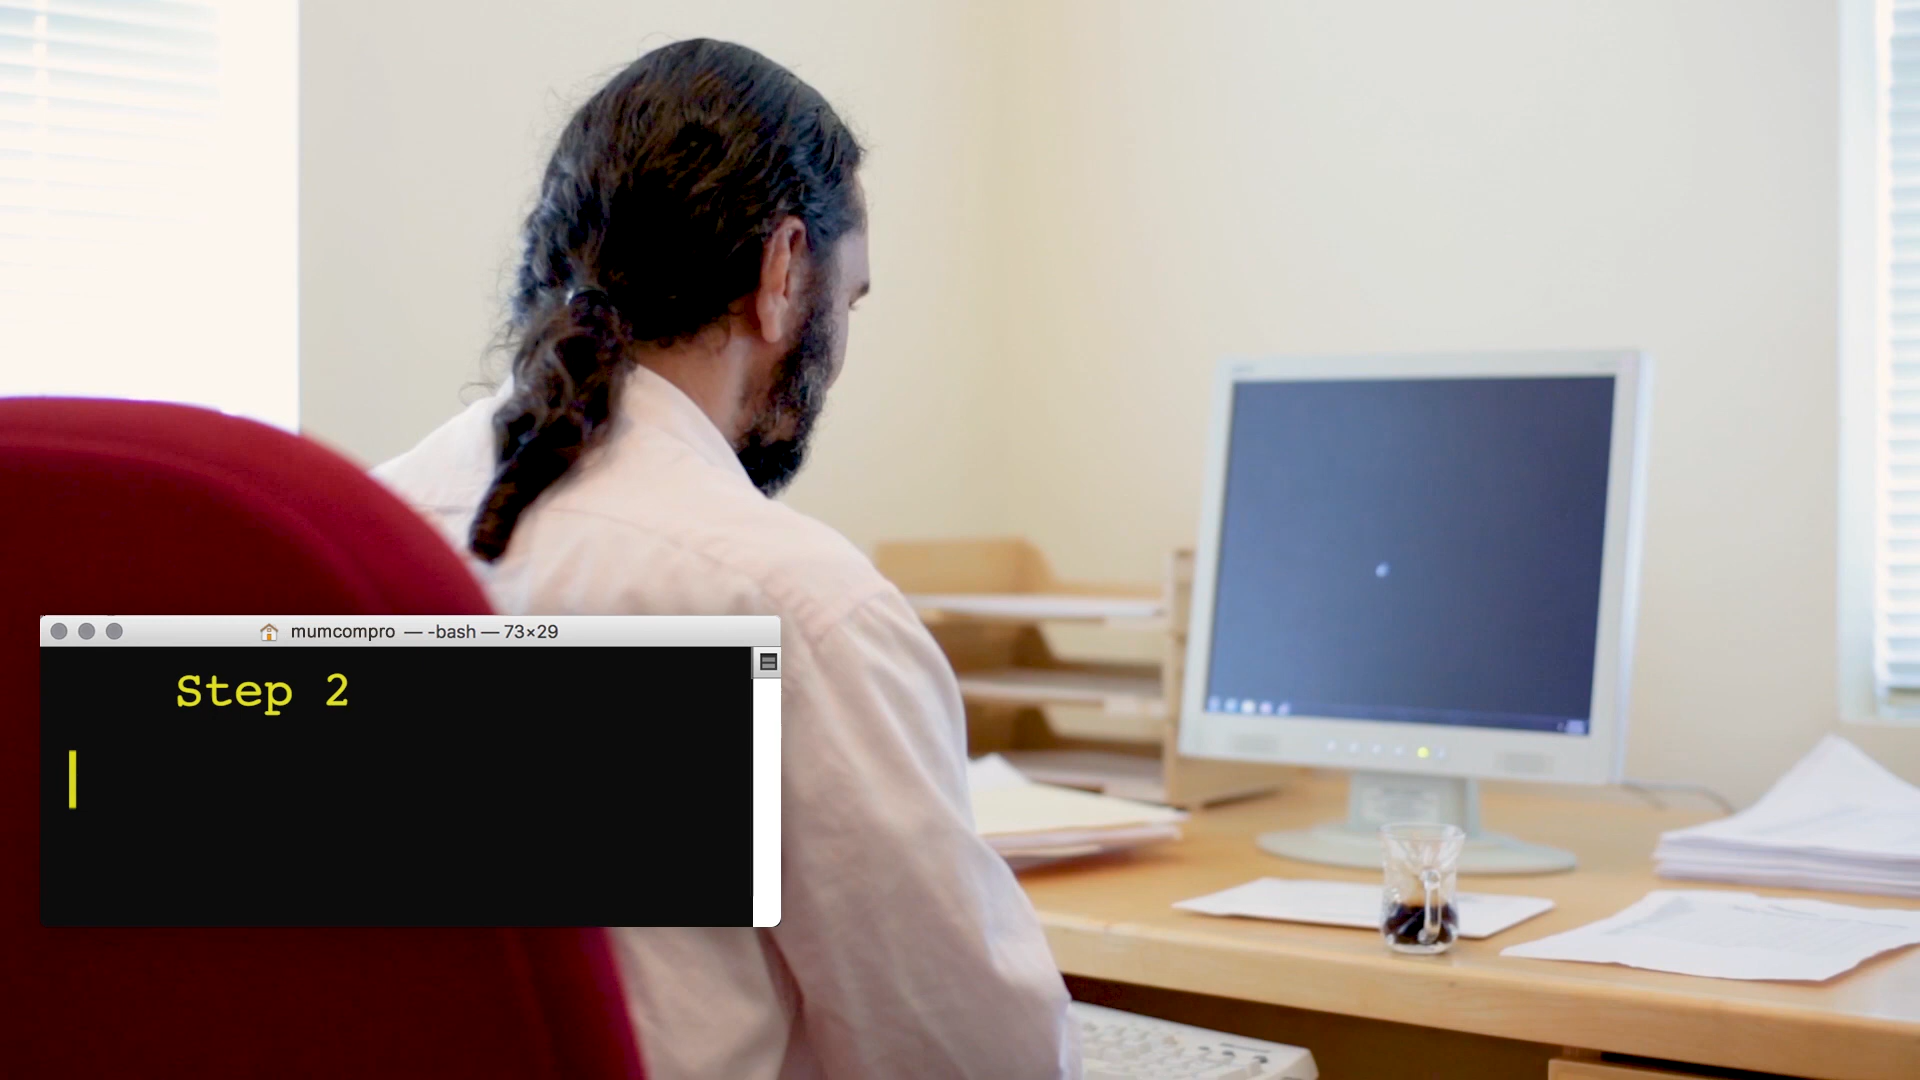 mumcompro — -bash — 73×29
Step 2